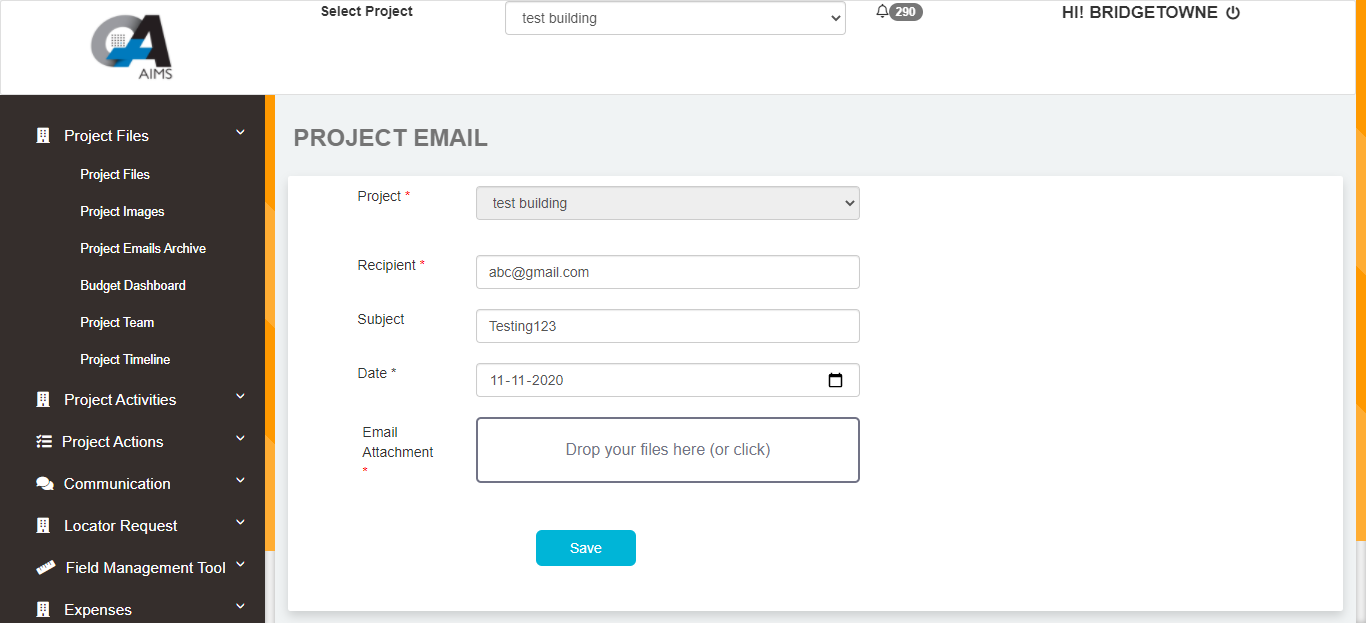 Select Project
test building
290
HI! BRIDGETOWNE
CA
AIMS
Project Files
Project Files
Project Images
Project Emails Archive
Budget Dashboard
Project Team
Project Timeline
Project Activities
Project Actions
Communication
Locator Request
Field Management Tool
Expenses
PROJECT EMAIL
Project *
test building
Recipient *
abc@gmail.com
Subject
Testing123
Date *
11-11-2020
Email
Attachment
*
Drop your files here (or click)
Save